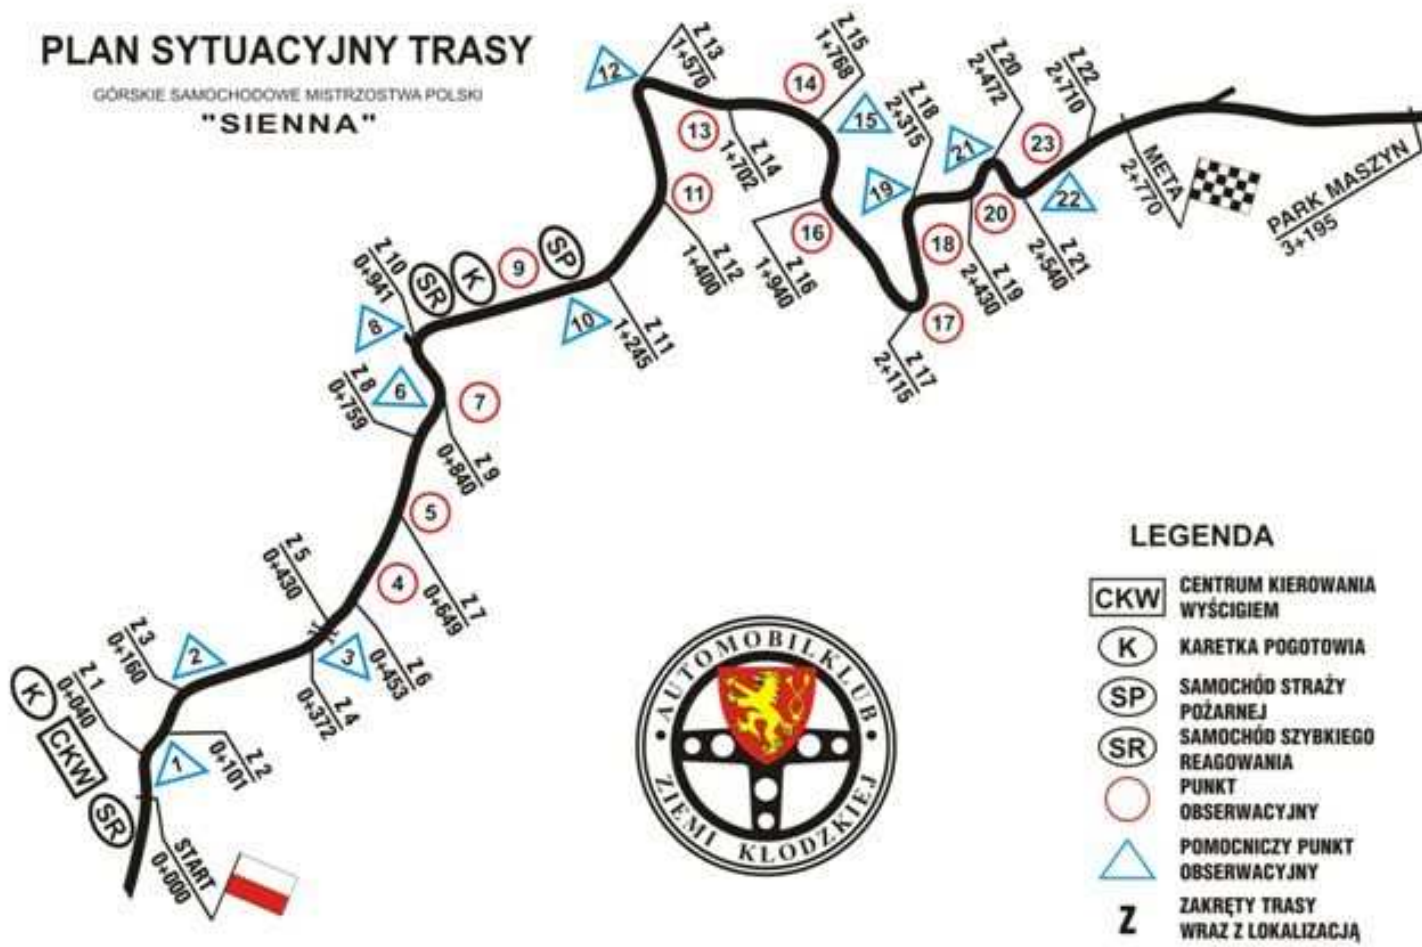 PLAN SYTUACYJNY TRASY
GÓRSKIE SAMOCHODOWE MISTRZOSTWA POLSKI
"SIENNA"
12
Z 13
1+570
14
Z 15
1+768
13
Z 14
1+702
15
11
Z 12
1+400
16
Z 16
1+940
19
Z 18
2+315
21
Z 20
2+472
23
Z 22
2+710
22
20
18
17
Z 17
2+115
Z 19
2+430
Z 21
2+540
META
2+770
PARK MASZYN
3+195
Z 10
0+941
SR
K
9
SP
10
Z 11
1+245
8
Z 8
0+759
6
7
Z 9
0+840
5
4
Z 7
0+649
Z 5
0+430
3
Z 6
0+453
Z 4
0+372
Z 3
0+160
2
Z 1
0+040
K
CKW
SR
1
Z 2
0+101
START
0+000
AUTOMOBILKLUB
ZIEMI KŁODZKIEJ
LEGENDA
CKW CENTRUM KIEROWANIA
WYŚCIGIEM
K KARETKA POGOTOWIA
SP SAMOCHÓD STRAŻY
POŻARNEJ
SR SAMOCHÓD SZYBKIEGO
REAGOWANIA
PUNKT
OBSERWACYJNY
POMOCNICZY PUNKT
OBSERWACYJNY
Z ZAKRĘTY TRASY
WRAZ Z LOKALIZACJĄ